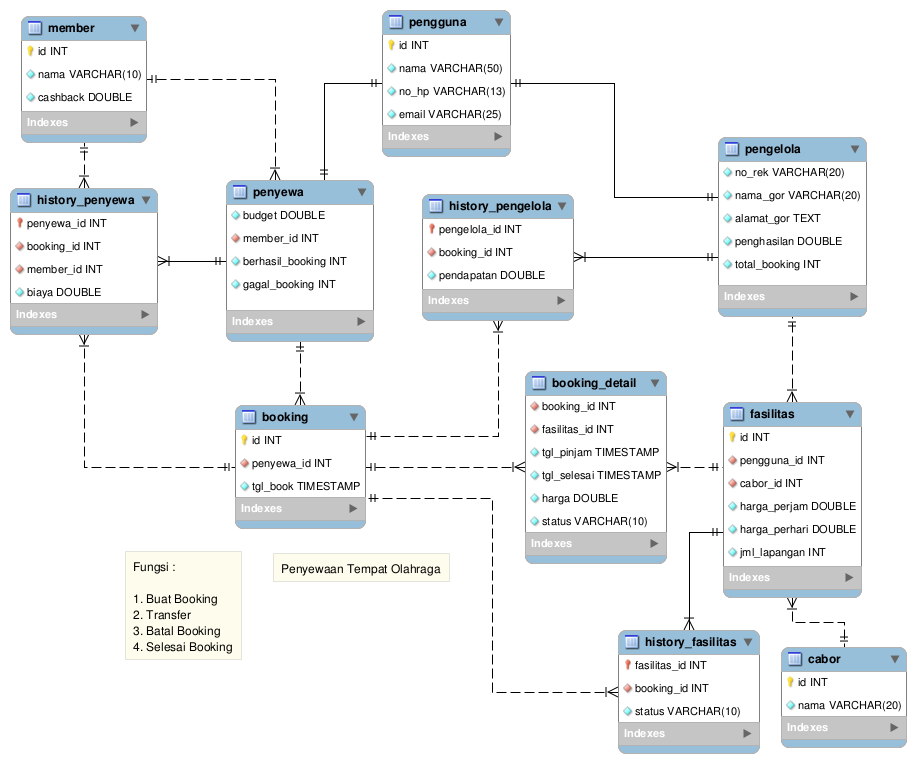 member
id INT
nama VARCHAR(10)
cashback DOUBLE
Indexes
pengguna
id INT
nama VARCHAR(50)
no_hp VARCHAR(13)
email VARCHAR(25)
Indexes
pengelola
no_rek VARCHAR(20)
nama_gor VARCHAR(20)
alamat_gor TEXT
penghasilan DOUBLE
total_booking INT
Indexes
history_penyewa
penyewa_id INT
booking_id INT
member_id INT
biaya DOUBLE
Indexes
penyewa
budget DOUBLE
member_id INT
berhasil_booking INT
gagal_booking INT
Indexes
history_pengelola
pengelola_id INT
booking_id INT
pendapatan DOUBLE
Indexes
booking
id INT
penyewa_id INT
tgl_book TIMESTAMP
Indexes
booking_detail
booking_id INT
fasilitas_id INT
tgl_pinjam TIMESTAMP
tgl_selesai TIMESTAMP
harga DOUBLE
status VARCHAR(10)
Indexes
fasilitas
id INT
pengguna_id INT
cabor_id INT
harga_perjam DOUBLE
harga_perhari DOUBLE
jml_lapangan INT
Indexes
Fungsi :
1. Buat Booking
2. Transfer
3. Batal Booking
4. Selesai Booking
Penyewaan Tempat Olahraga
history_fasilitas
fasilitas_id INT
booking_id INT
status VARCHAR(10)
Indexes
cabor
id INT
nama VARCHAR(20)
Indexes